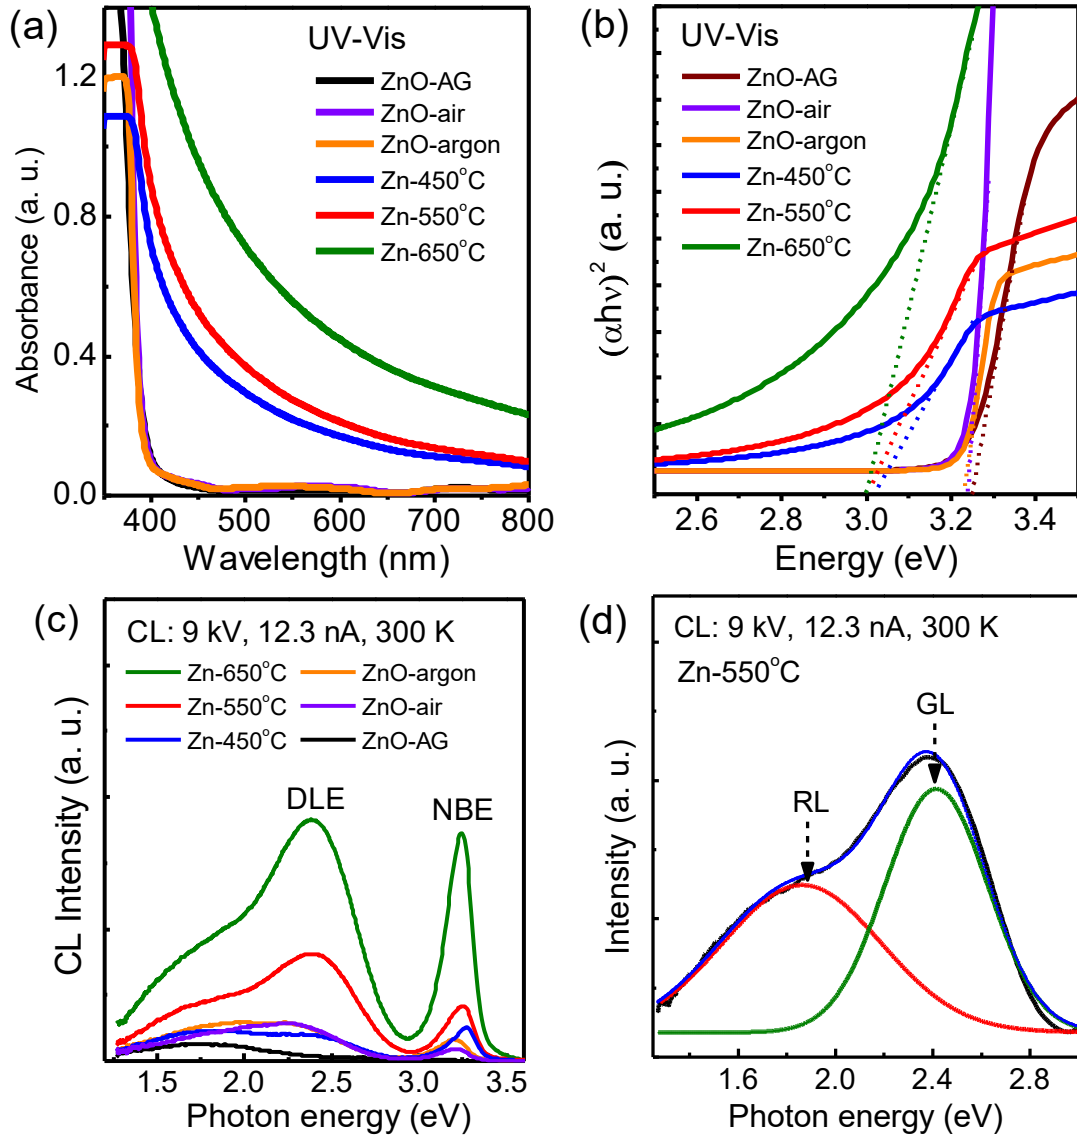 (a)
UV-Vis
ZnO-AG
ZnO-air
ZnO-argon
Zn-450°C
Zn-550°C
Zn-650°C
Absorbance (a. u.)
1.2
0.8
0.4
0.0
400 500 600 700 800
Wavelength (nm)
(b)
UV-Vis
ZnO-AG
ZnO-air
ZnO-argon
Zn-450°C
Zn-550°C
Zn-650°C
(αhν)² (a. u.)
2.6 2.8 3.0 3.2 3.4
Energy (eV)
(c)
CL: 9 kV, 12.3 nA, 300 K
Zn-650°C ZnO-argon
Zn-550°C ZnO-air
Zn-450°C ZnO-AG
DLE
NBE
CL Intensity (a. u.)
1.5 2.0 2.5 3.0 3.5
Photon energy (eV)
(d)
CL: 9 kV, 12.3 nA, 300 K
Zn-550°C
GL
RL
Intensity (a. u.)
1.6 2.0 2.4 2.8
Photon energy (eV)